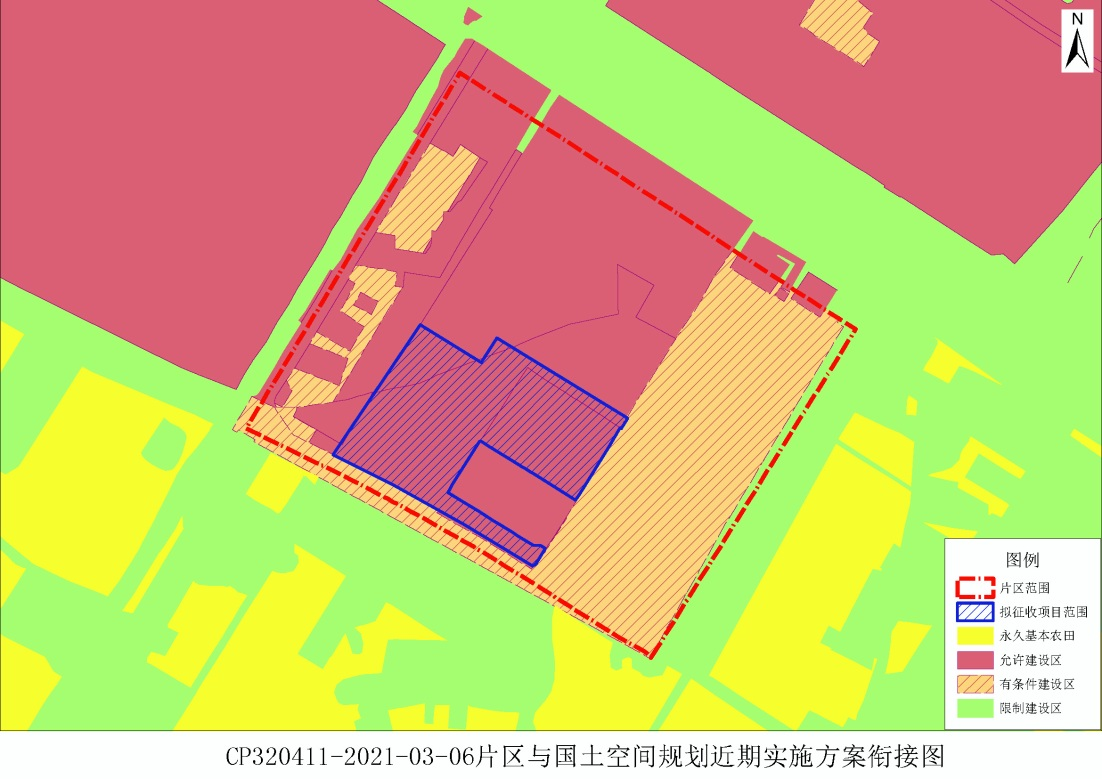 N
图例
片区范围
拟征收项目范围
永久基本农田
允许建设区
有条件建设区
限制建设区
CP320411-2021-03-06片区与国土空间规划近期实施方案衔接图